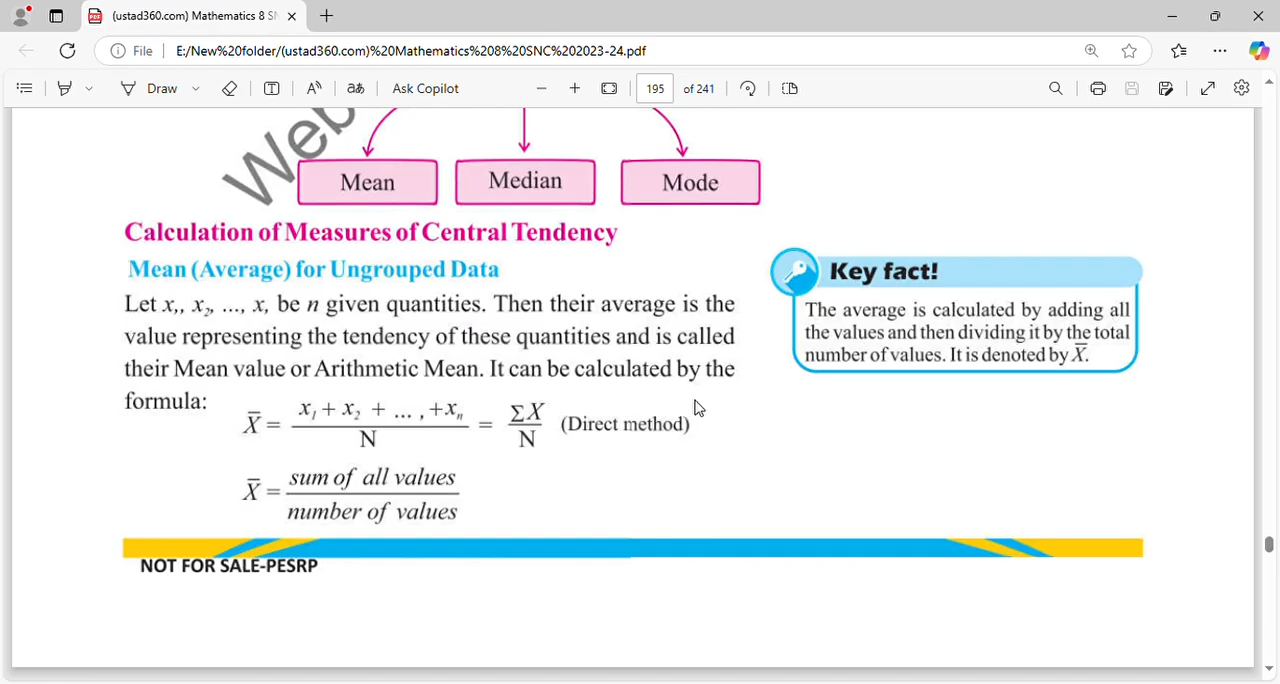 (ustad360.com) Mathematics 8 SN
File
E:/New%20folder/(ustad360.com)%20Mathematics%208%20SNC%202023-24.pdf
Draw
Ask Copilot
195
of 241
Web
Mean
Median
Mode
Calculation of Measures of Central Tendency
Mean (Average) for Ungrouped Data
Let x,, x₂, ..., x, be n given quantities. Then their average is the
value representing the tendency of these quantities and is called
their Mean value or Arithmetic Mean. It can be calculated by the
formula:
X̄ = x₁ + x₂ + ... , +xₙ / N = ΣX / N (Direct method)
X̄ = sum of all values / number of values
Key fact!
The average is calculated by adding all
the values and then dividing it by the total
number of values. It is denoted by X̄.
NOT FOR SALE-PESRP